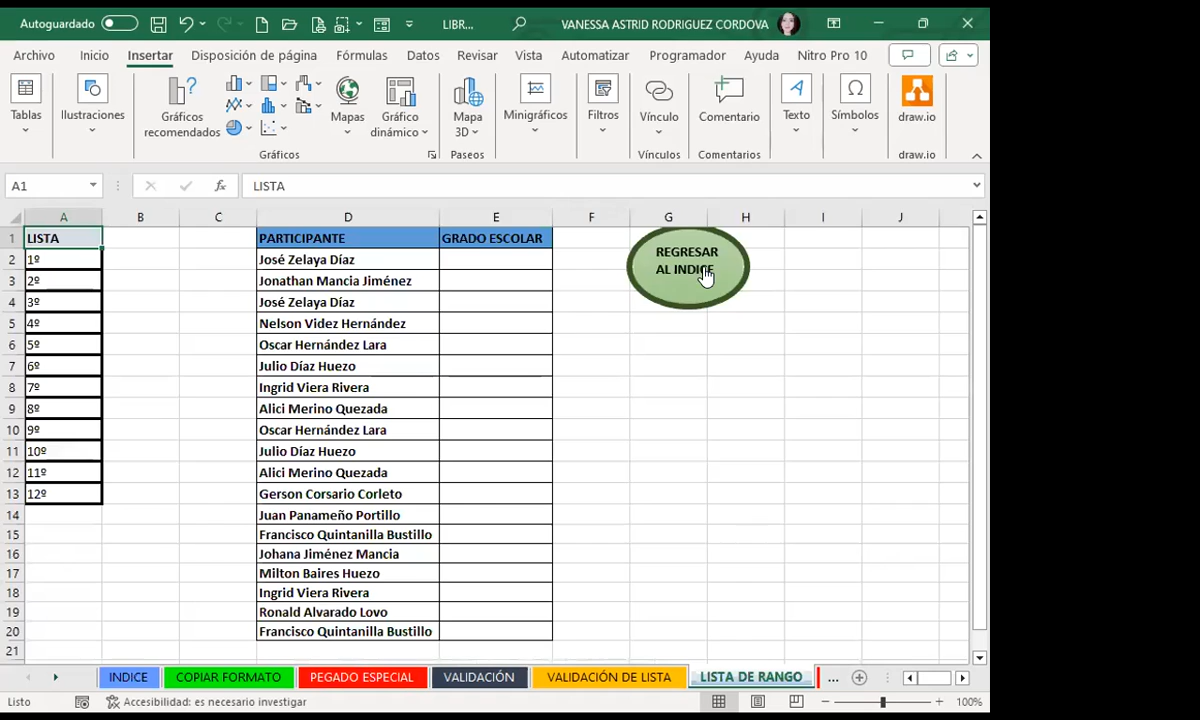 Autoguardado
LIBR...
VANESSA ASTRID RODRIGUEZ CORDOVA
Archivo
Inicio
Insertar
Disposición de página
Fórmulas
Datos
Revisar
Vista
Automatizar
Programador
Ayuda
Nitro Pro 10
Tablas
Ilustraciones
Gráficos recomendados
Mapas
Gráfico dinámico
Mapa 3D
Minigráficos
Filtros
Vínculo
Comentario
Texto
Símbolos
draw.io
Gráficos
Paseos
Vínculos
Comentarios
draw.io
A1
fx
LISTA
A B C D E F G H I J
1 LISTA PARTICIPANTE GRADO ESCOLAR
2 1º José Zelaya Díaz
3 2º Jonathan Mancia Jiménez
4 3º José Zelaya Díaz
5 4º Nelson Videz Hernández
6 5º Oscar Hernández Lara
7 6º Julio Díaz Huezo
8 7º Ingrid Viera Rivera
9 8º Alici Merino Quezada
10 9º Oscar Hernández Lara
11 10º Julio Díaz Huezo
12 11º Alici Merino Quezada
13 12º Gerson Corsario Corleto
14 Juan Panameño Portillo
15 Francisco Quintanilla Bustillo
16 Johana Jiménez Mancia
17 Milton Baires Huezo
18 Ingrid Viera Rivera
19 Ronald Alvarado Lovo
20 Francisco Quintanilla Bustillo
21
REGRESAR
AL INDICE
INDICE
COPIAR FORMATO
PEGADO ESPECIAL
VALIDACIÓN
VALIDACIÓN DE LISTA
LISTA DE RANGO
...
Listo
Accesibilidad: es necesario investigar
100%